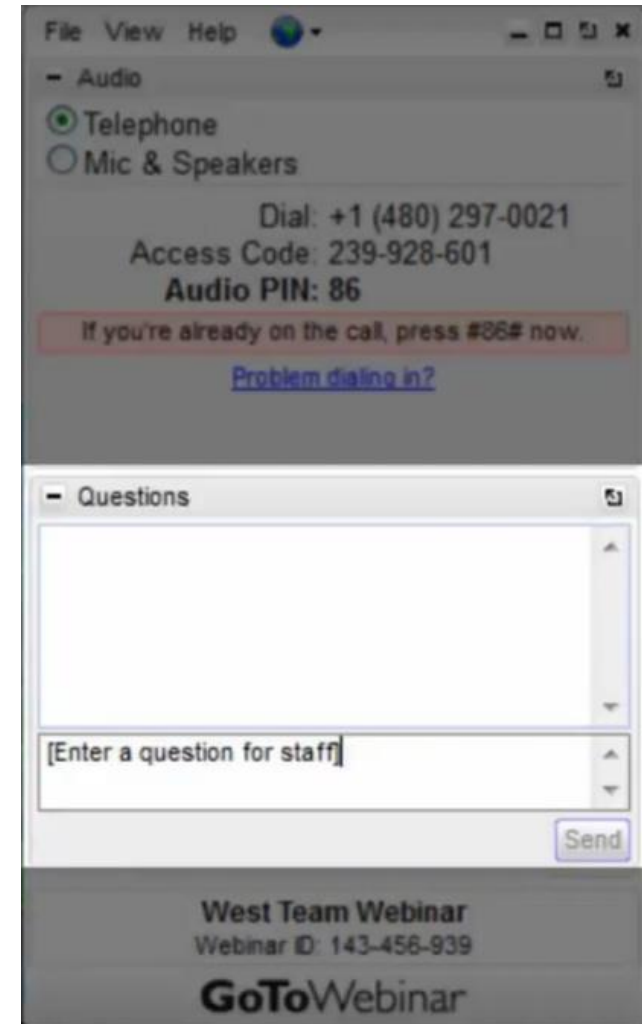 File View Help
- Audio
Telephone
Mic & Speakers
Dial: +1 (480) 297-0021
Access Code: 239-928-601
Audio PIN: 86
If you're already on the call, press #86# now.
Problem dialing in?
- Questions
[Enter a question for staff]
Send
West Team Webinar
Webinar ID: 143-456-939
GoToWebinar